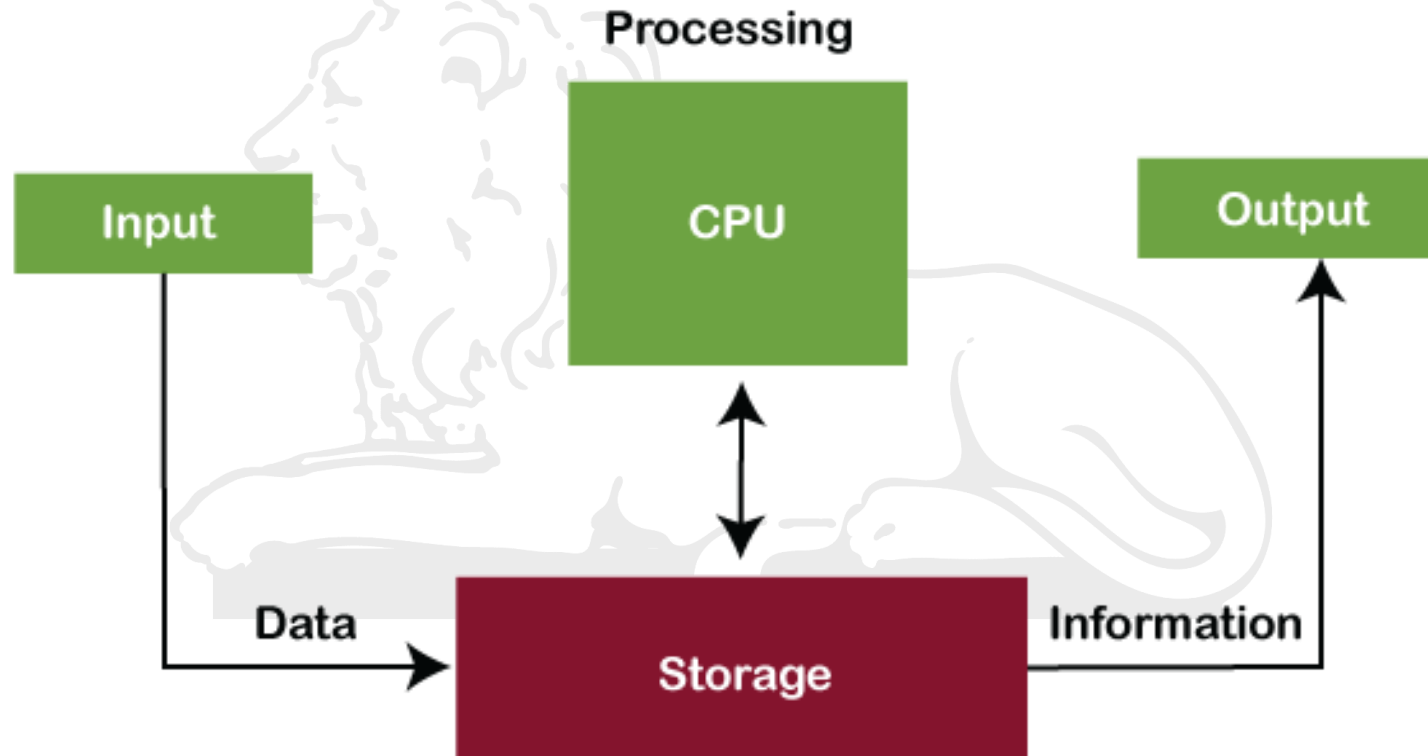 Processing
Input
CPU
Output
Data
Storage
Information